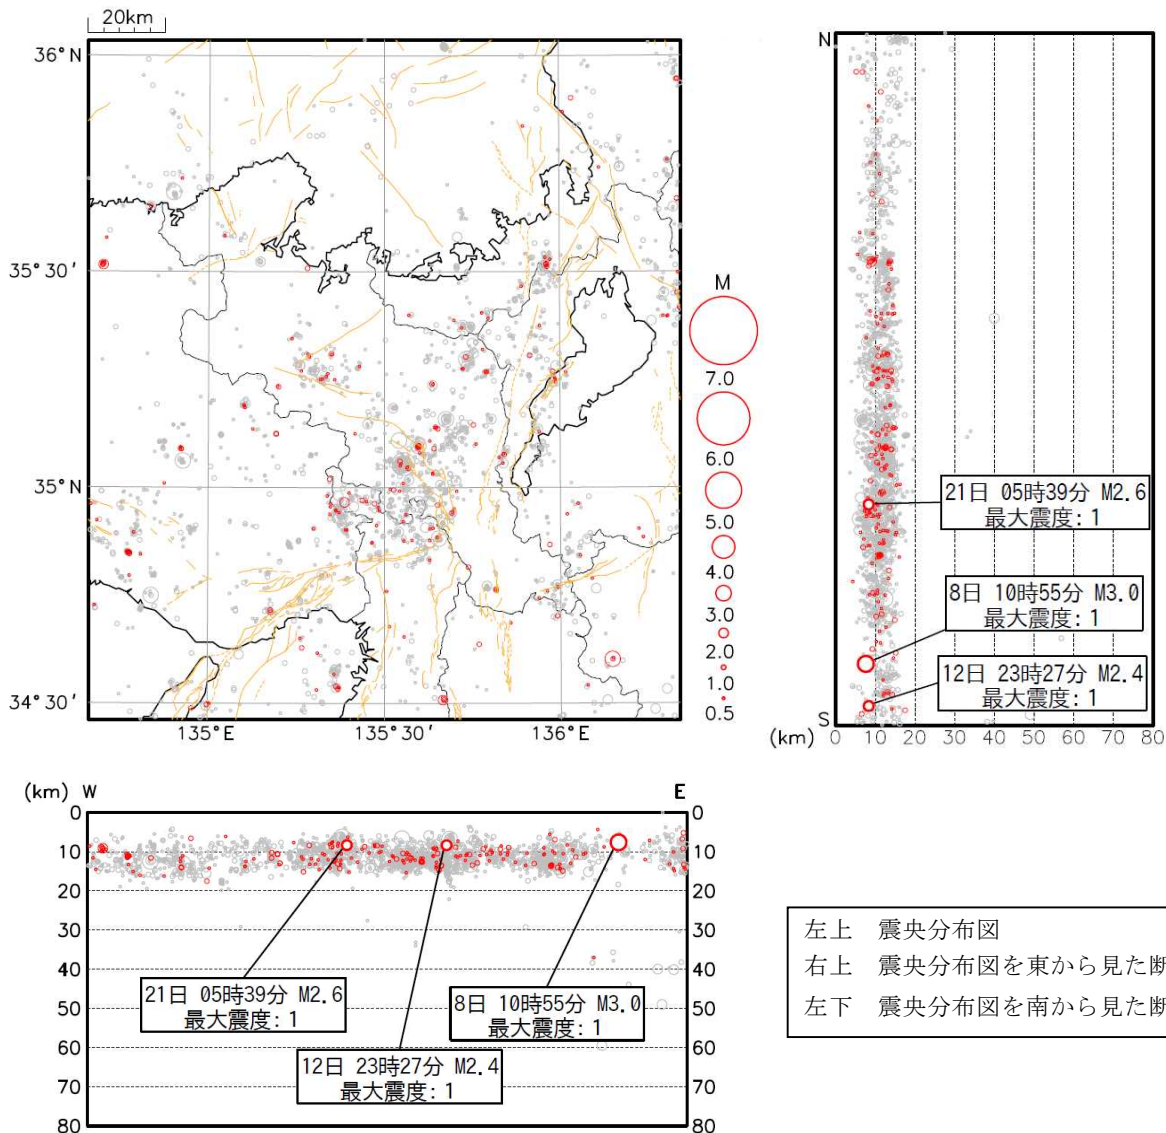 20km
36°N
35°30′
35°N
34°30′
135°E
135°30′
136°E
M
7.0
6.0
5.0
4.0
3.0
2.0
1.0
0.5
N
S
21日 05時39分 M2.6
最大震度: 1
8日 10時55分 M3.0
最大震度: 1
12日 23時27分 M2.4
最大震度: 1
(km) 0 10 20 30 40 50 60 70 80
(km) W E
0 0
10 10
20 20
30 30
40 40
50 50
60 60
70 70
80 80
21日 05時39分 M2.6
最大震度: 1
8日 10時55分 M3.0
最大震度: 1
12日 23時27分 M2.4
最大震度: 1
左上 震央分布図
右上 震央分布図を東から見た断
左下 震央分布図を南から見た断